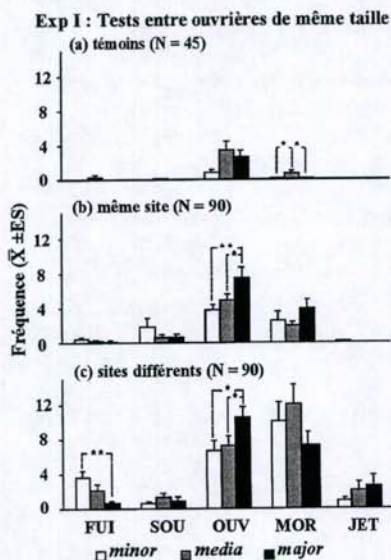 Exp I : Tests entre ouvrières de même taille
(a) témoins (N = 45)
12
8
4
0
* *
(b) même site (N = 90)
12
8
4
0
** *
Fréquence (X̄ ±ES)
(c) sites différents (N = 90)
12
8
4
0
** * *
FUI SOU OUV MOR JET
minor media major